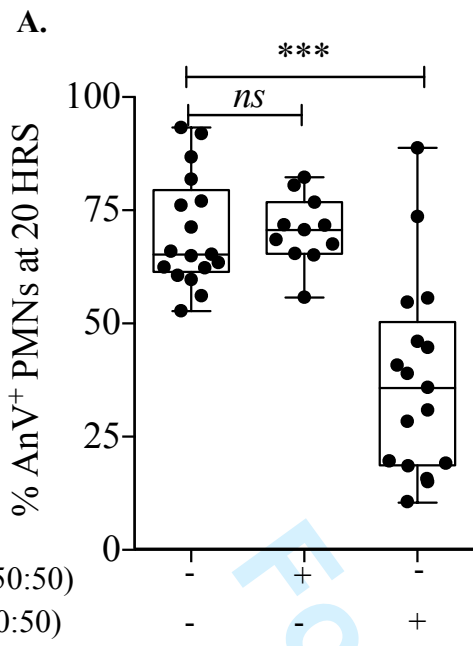 A.
***
ns
100
75
50
25
0
% AnV+ PMNs at 20 HRS
50:50) - + -
0:50) - - +